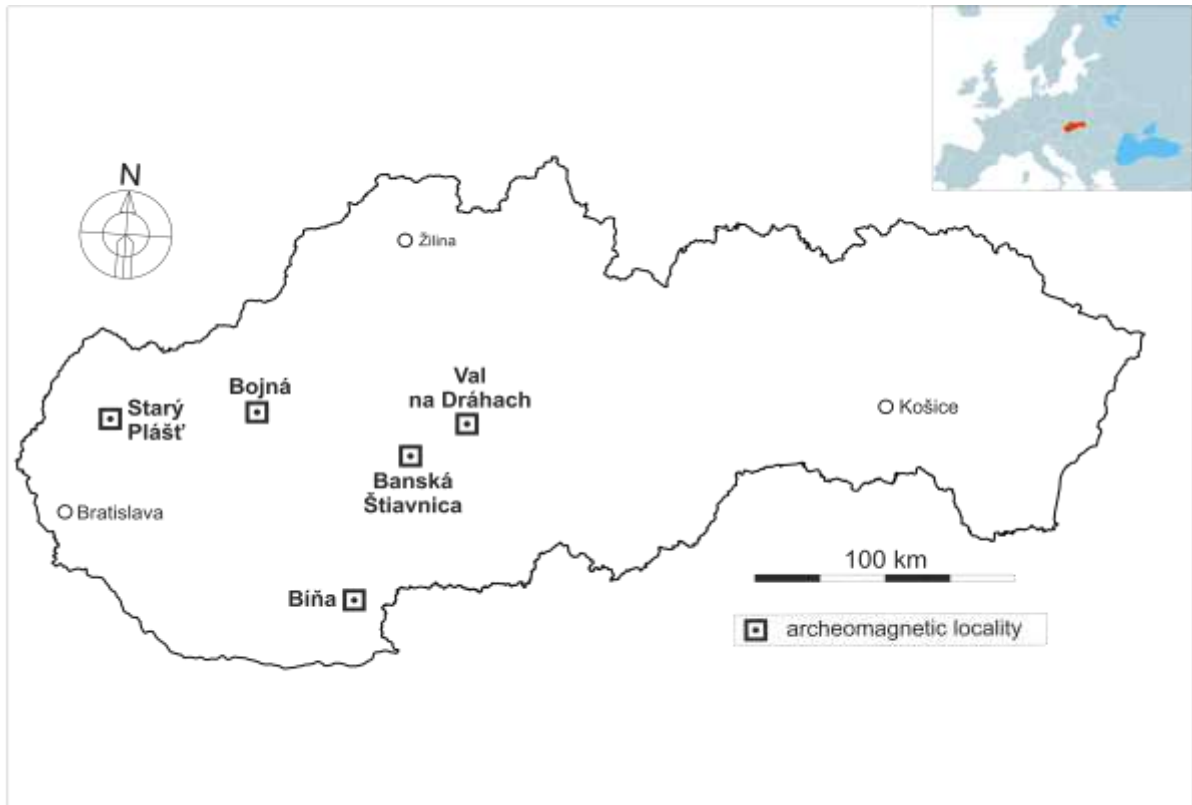 N
Žilina
Val
na Dráhach
Bojná
Starý
Plášť
Košice
Banská
Štiavnica
Bratislava
100 km
Bíňa
archeomagnetic locality